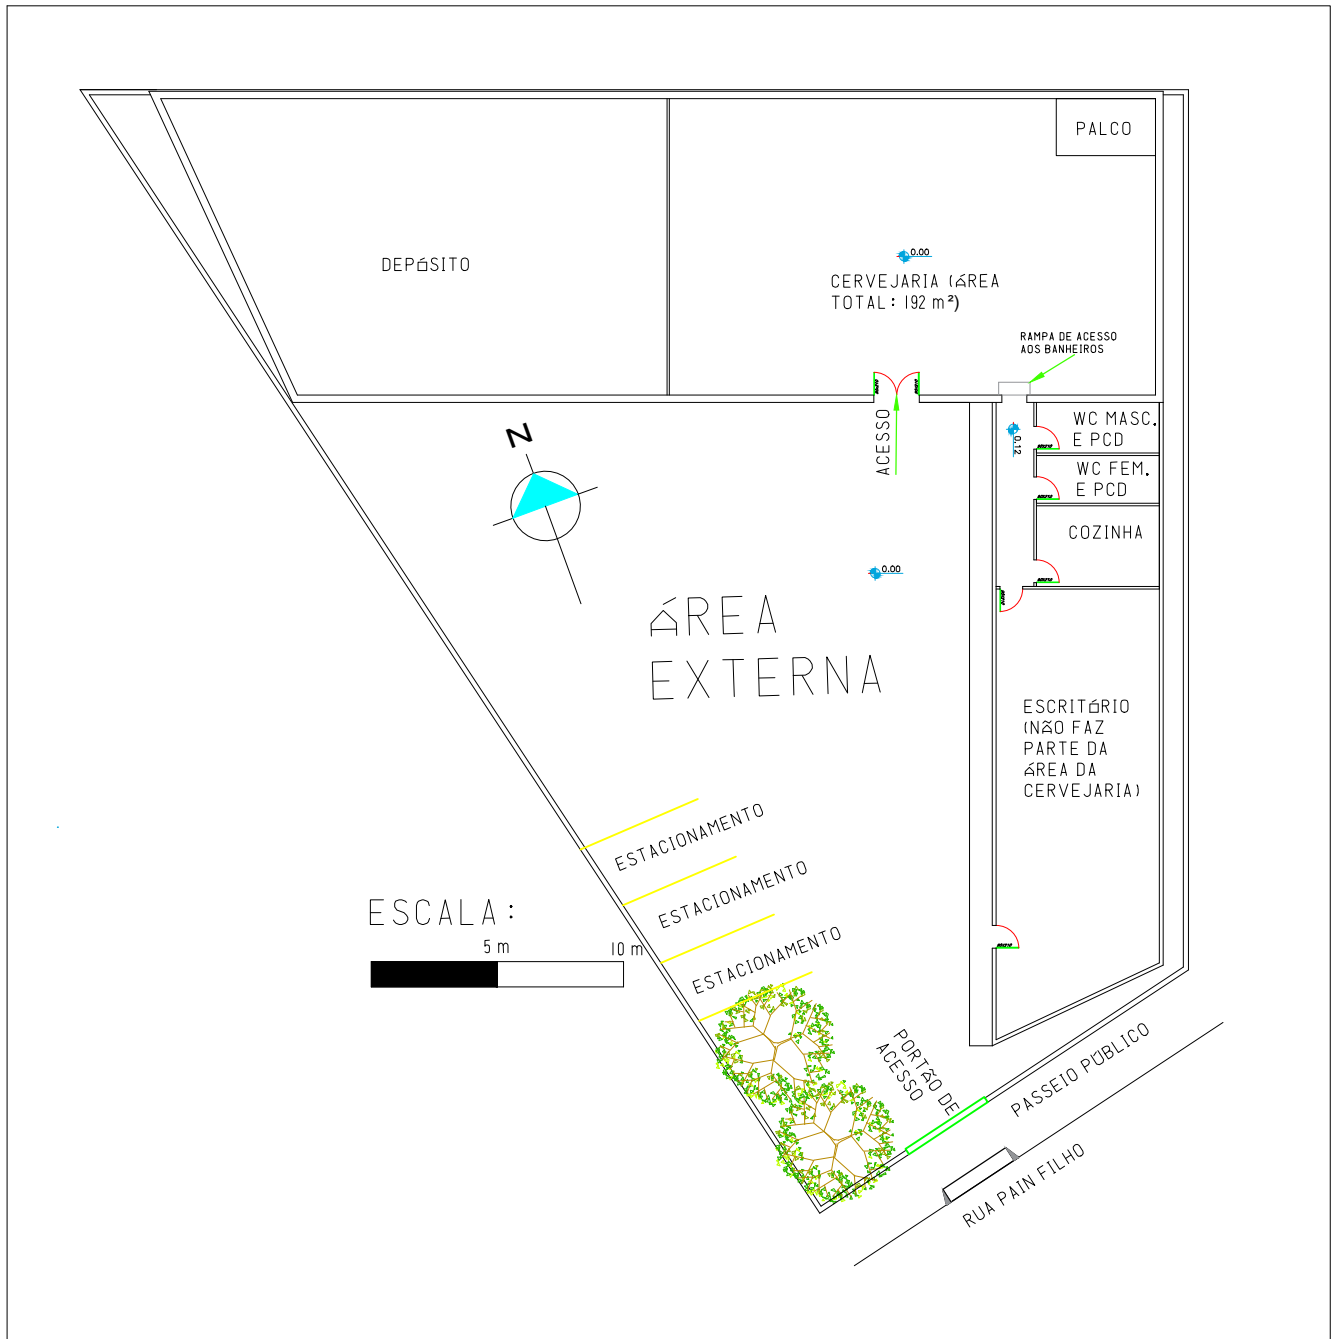 PALCO
DEPÓSITO
0.00
CERVEJARIA (ÁREA
TOTAL: 192 m²)
RAMPA DE ACESSO
AOS BANHEIROS
ACESSO
0.12
WC MASC.
E PCD
WC FEM.
E PCD
COZINHA
N
0.00
ÁREA
EXTERNA
ESCRITÓRIO
(NÃO FAZ
PARTE DA
ÁREA DA
CERVEJARIA)
ESTACIONAMENTO
ESTACIONAMENTO
ESTACIONAMENTO
ESCALA:
5 m
10 m
PORTÃO DE
ACESSO
PASSEIO PÚBLICO
RUA PAIN FILHO